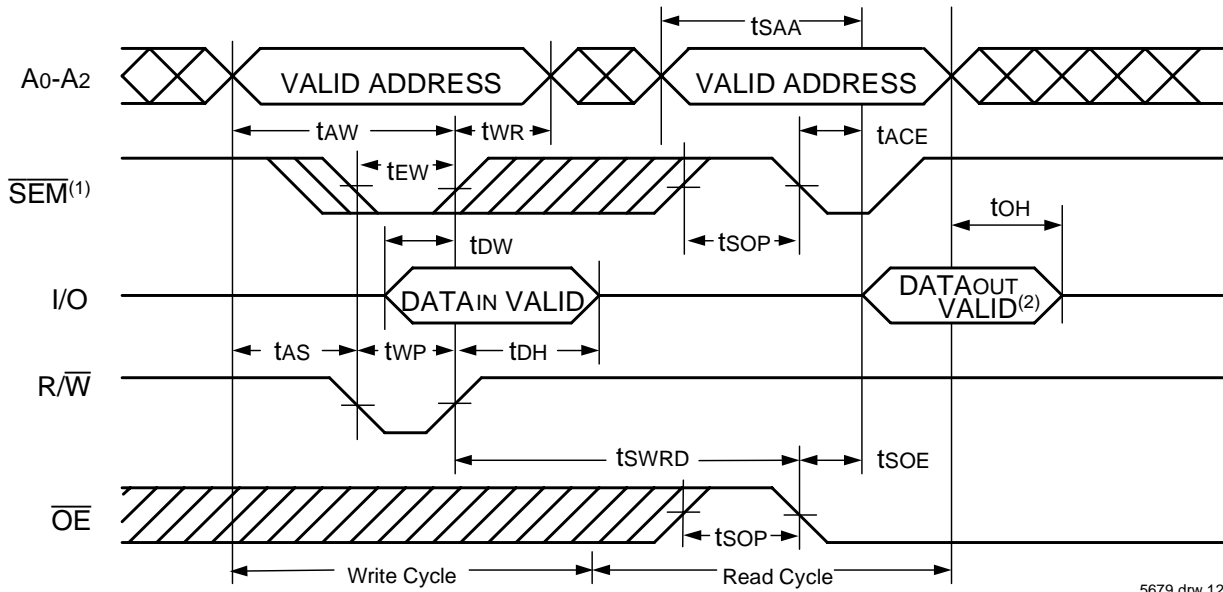 tSAA
A0-A2
VALID ADDRESS
VALID ADDRESS
tAW
tWR
tACE
tEW
SEM(1)
tSOP
tOH
tDW
I/O
DATAIN VALID
DATAOUT
VALID(2)
tAS
tWP
tDH
R/W
tSWRD
tSOE
OE
tSOP
Write Cycle
Read Cycle
5679 drw 12